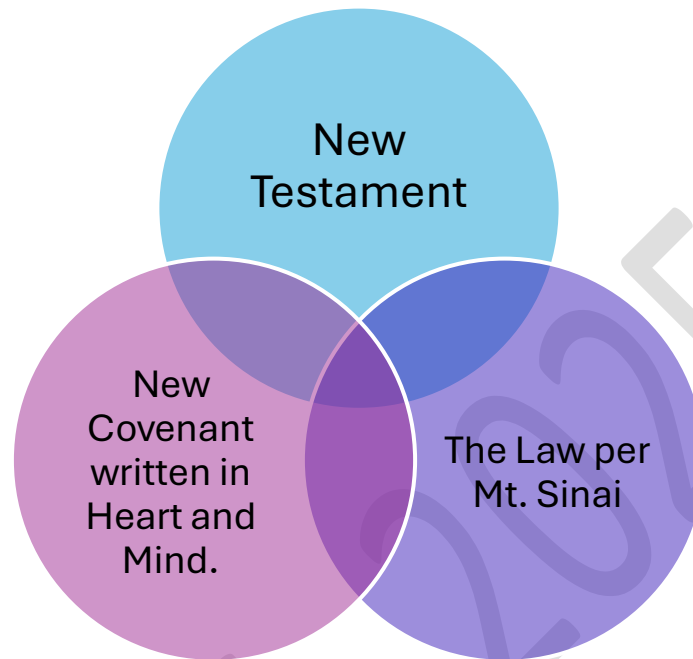 New
Testament
New
Covenant
written in
Heart and
Mind.
The Law per
Mt. Sinai